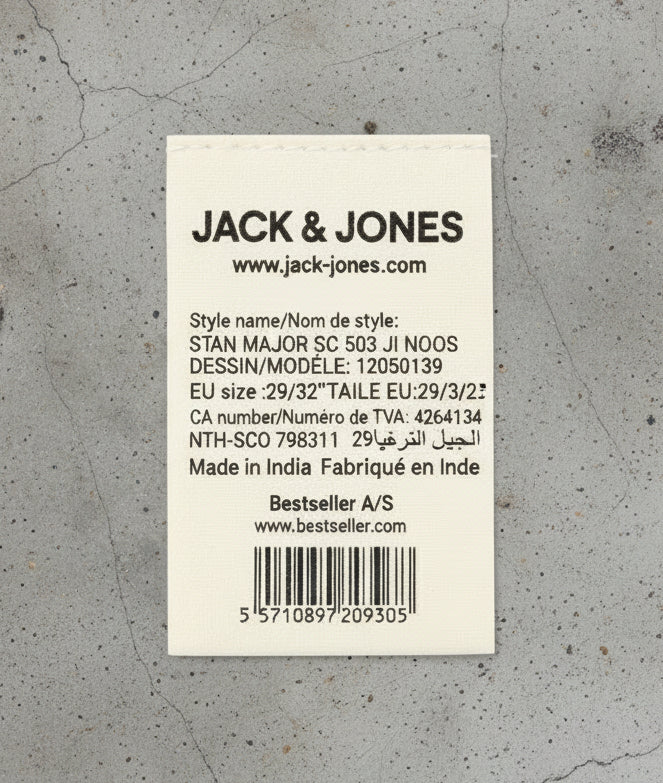 JACK & JONES
www.jack-jones.com
Style name/Nom de style:
STAN MAJOR SC 503 JI NOOS
DESSIN/MODÉLE: 12050139
EU size :29/32"TAILE EU:29/3/2
CA number/Numéro de TVA: 4264134
NTH-SCO 798311 29الجيل الترغيا
Made in India Fabriqué en Inde
Bestseller A/S
www.bestseller.com
5 5710897 209305